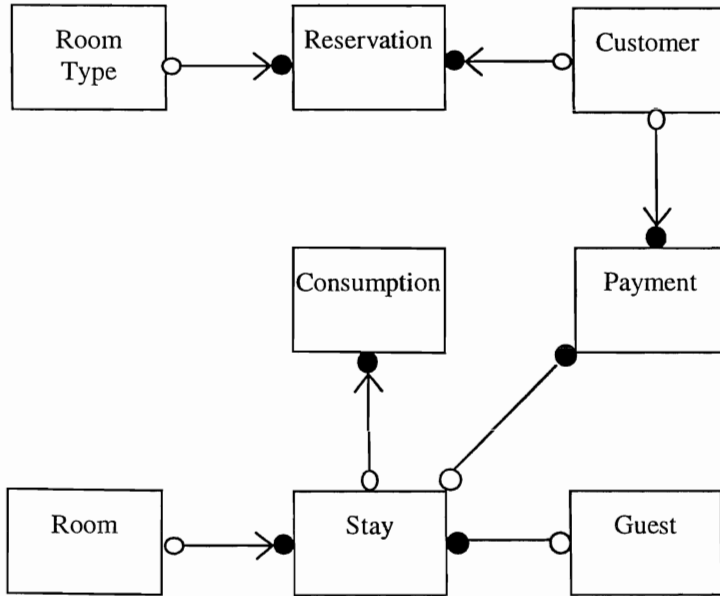 Room
Type
Reservation
Customer
Consumption
Payment
Room
Stay
Guest